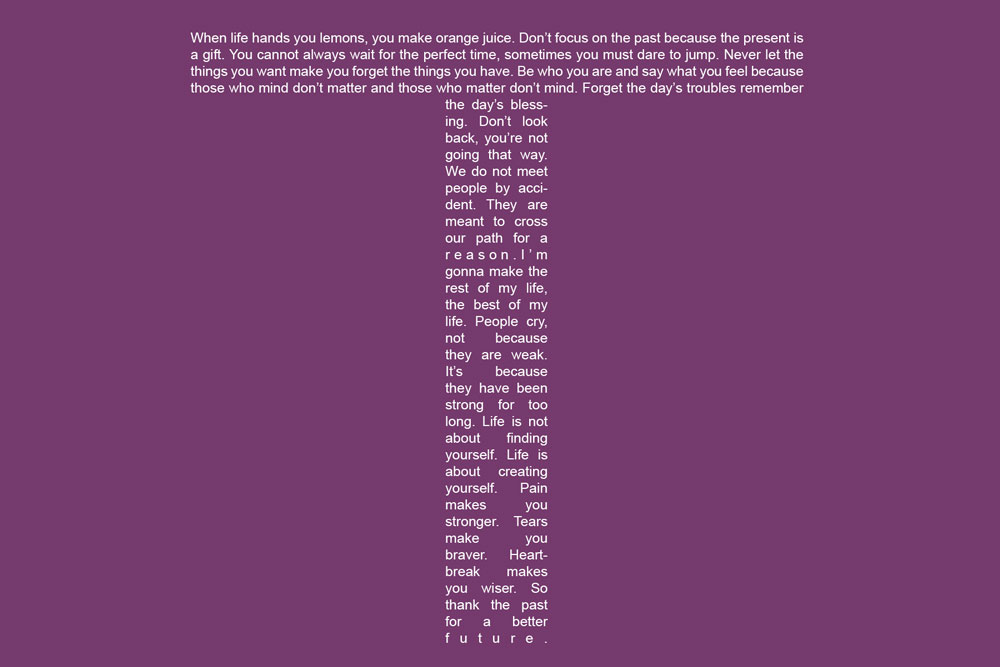 When life hands you lemons, you make orange juice. Don’t focus on the past because the present is
a gift. You cannot always wait for the perfect time, sometimes you must dare to jump. Never let the
things you want make you forget the things you have. Be who you are and say what you feel because
those who mind don’t matter and those who matter don’t mind. Forget the day’s troubles remember
the day’s bless-
ing. Don’t look
back, you’re not
going that way.
We do not meet
people by acci-
dent. They are
meant to cross
our path for a
reason.I’m
gonna make the
rest of my life,
the best of my
life. People cry,
not because
they are weak.
It’s because
they have been
strong for too
long. Life is not
about finding
yourself. Life is
about creating
yourself. Pain
makes you
stronger. Tears
make you
braver. Heart-
break makes
you wiser. So
thank the past
for a better
future.